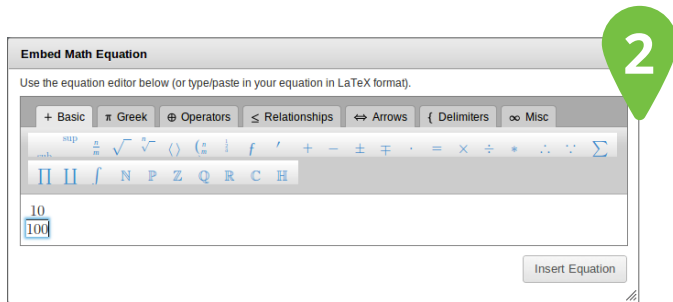 2
Embed Math Equation
Use the equation editor below (or type/paste in your equation in LaTeX format).
+ Basic π Greek ⊕ Operators ≤ Relationships ⇔ Arrows { Delimiters ∞ Misc
sub sup n/m √ ⁿ√ ⟨⟩ (n m ƒ ′ + − ± ∓ · = × ÷ * ∴ ∵ ∑
∏ ∐ ∫ ℕ ℙ ℤ ℚ ℝ ℂ ℍ
10
100
Insert Equation